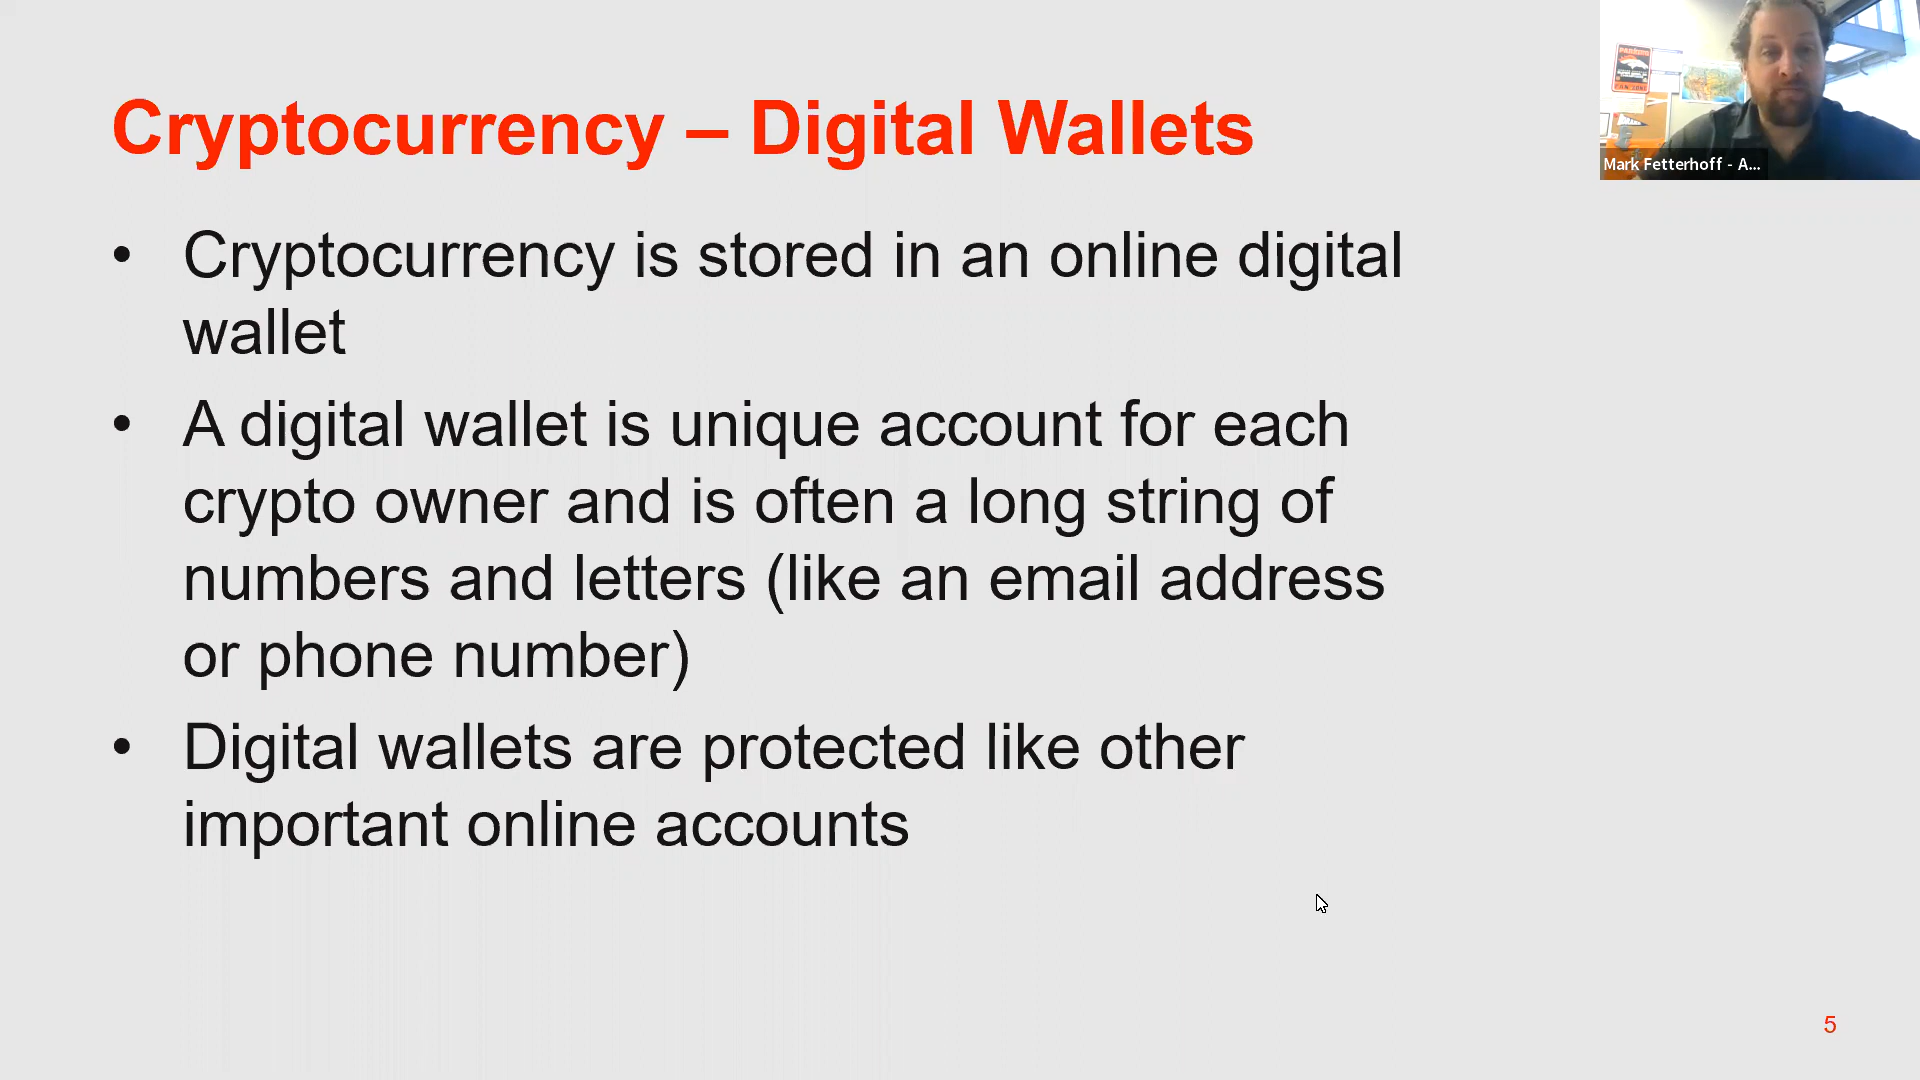 Cryptocurrency – Digital Wallets
• Cryptocurrency is stored in an online digital
wallet
• A digital wallet is unique account for each
crypto owner and is often a long string of
numbers and letters (like an email address
or phone number)
• Digital wallets are protected like other
important online accounts
Mark Fetterhoff - A...
5